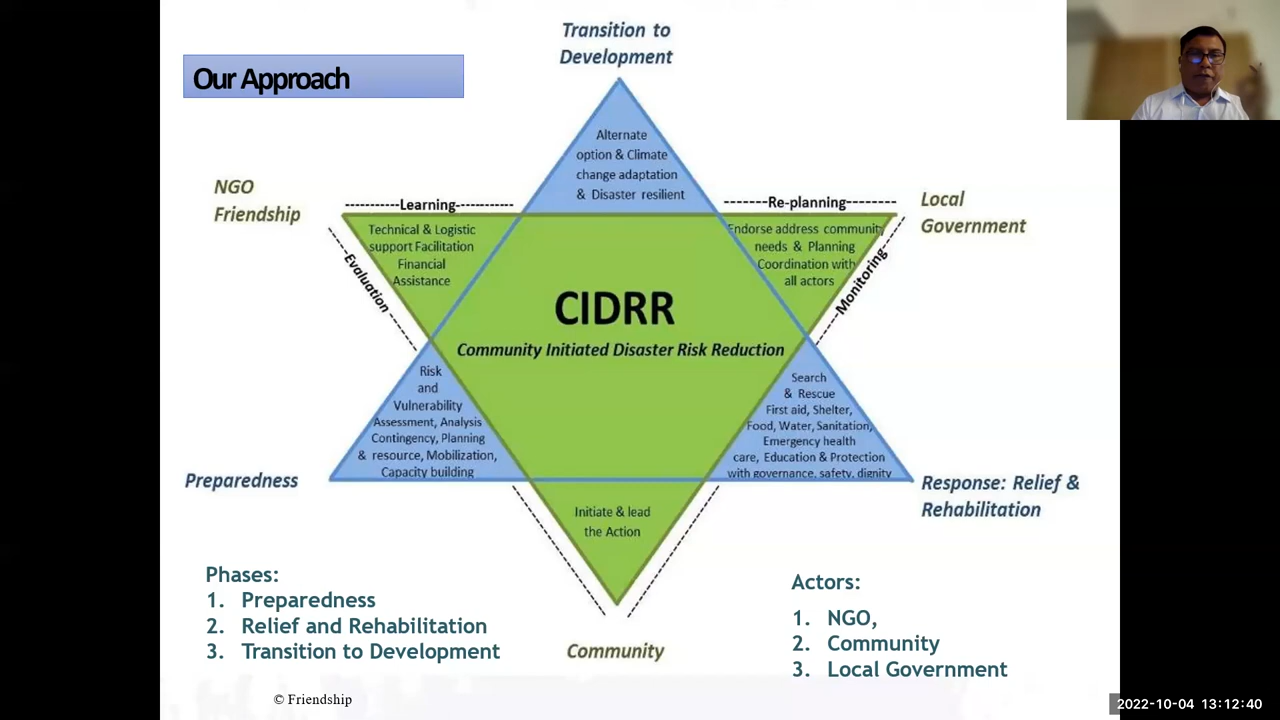 Our Approach
Transition to
Development
Alternate
option & Climate
change adaptation
& Disaster resilient
NGO
Friendship
-----------Learning------------
-------Re-planning--------
Local
Government
Technical & Logistic
support Facilitation
Financial
Assistance
Endorse address community
needs & Planning
Coordination with
all actors
Evaluation
Monitoring
CIDRR
Community Initiated Disaster Risk Reduction
Risk
and
Vulnerability
Assessment, Analysis
Contingency, Planning
& resource, Mobilization,
Capacity building
Search
& Rescue
First aid, Shelter,
Food, Water, Sanitation,
Emergency health
care, Education & Protection
with governance, safety, dignity
Preparedness
Response: Relief &
Rehabilitation
Initiate & lead
the Action
Community
Phases:
1. Preparedness
2. Relief and Rehabilitation
3. Transition to Development
Actors:
1. NGO,
2. Community
3. Local Government
© Friendship
2022-10-04 13:12:40